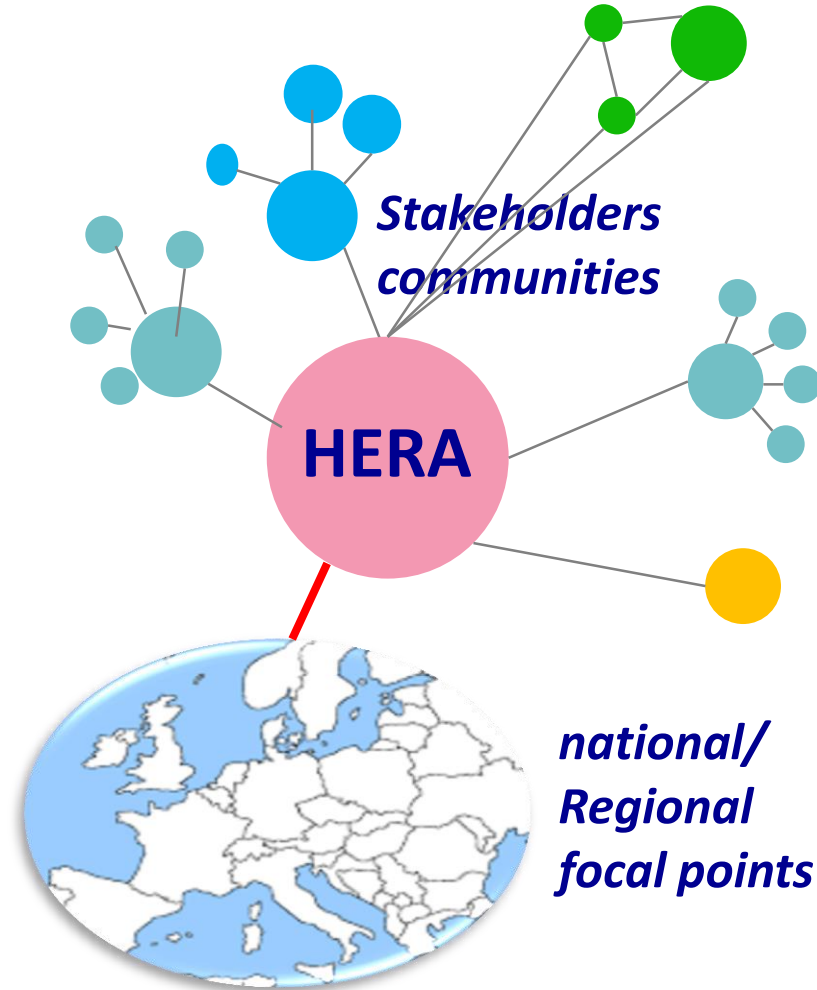 Stakeholders
communities
HERA
national/
Regional
focal points